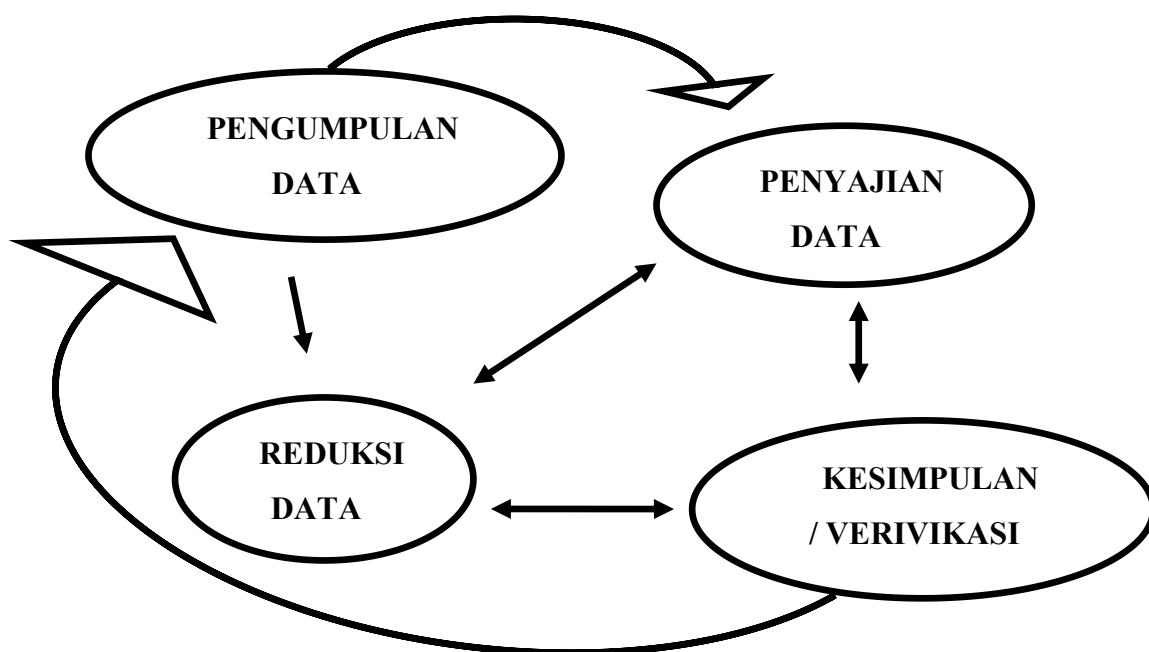 PENGUMPULAN
DATA
PENYAJIAN
DATA
REDUKSI
DATA
KESIMPULAN
/ VERIVIKASI